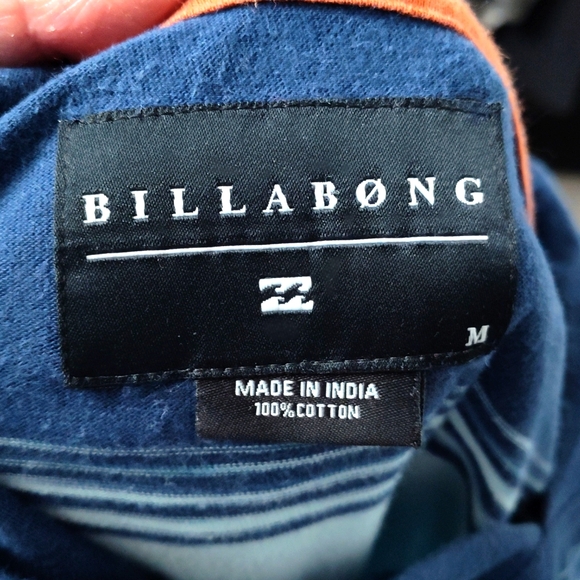 BILLABØNG
M
MADE IN INDIA
100% COTTON